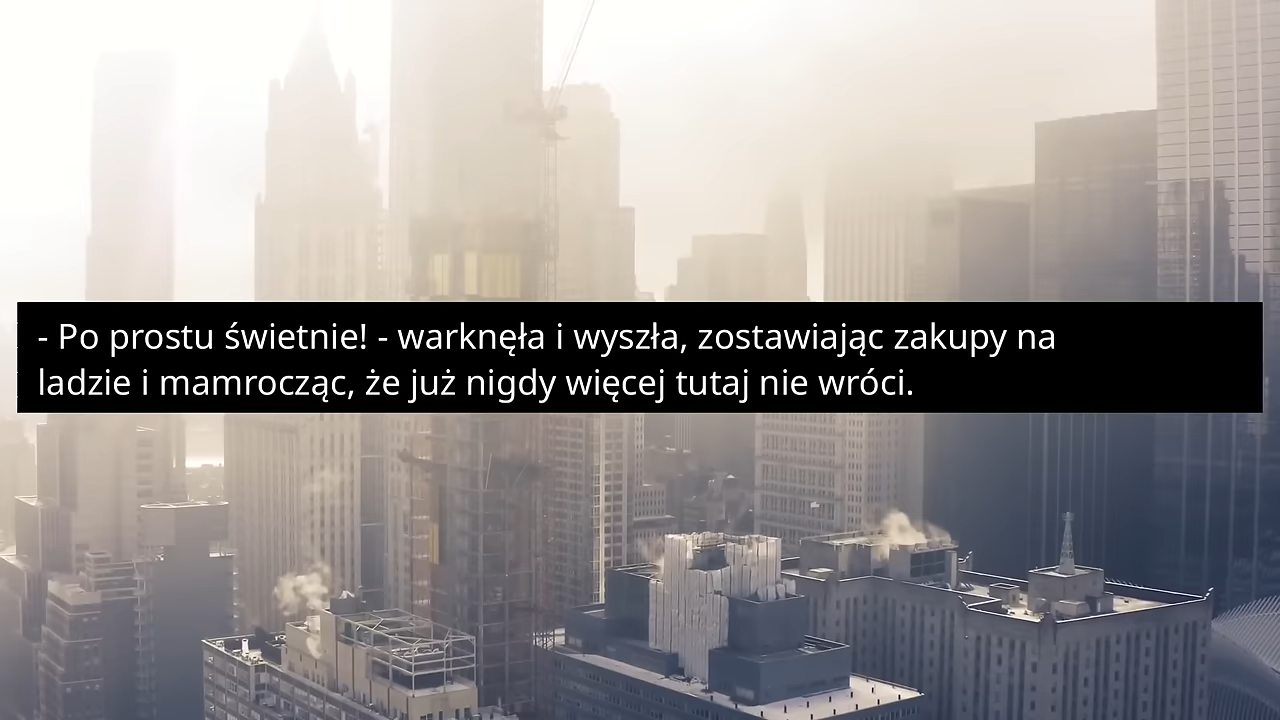 - Po prostu świetnie! - warknęła i wyszła, zostawiając zakupy na
ladzie i mamrocząc, że już nigdy więcej tutaj nie wróci.